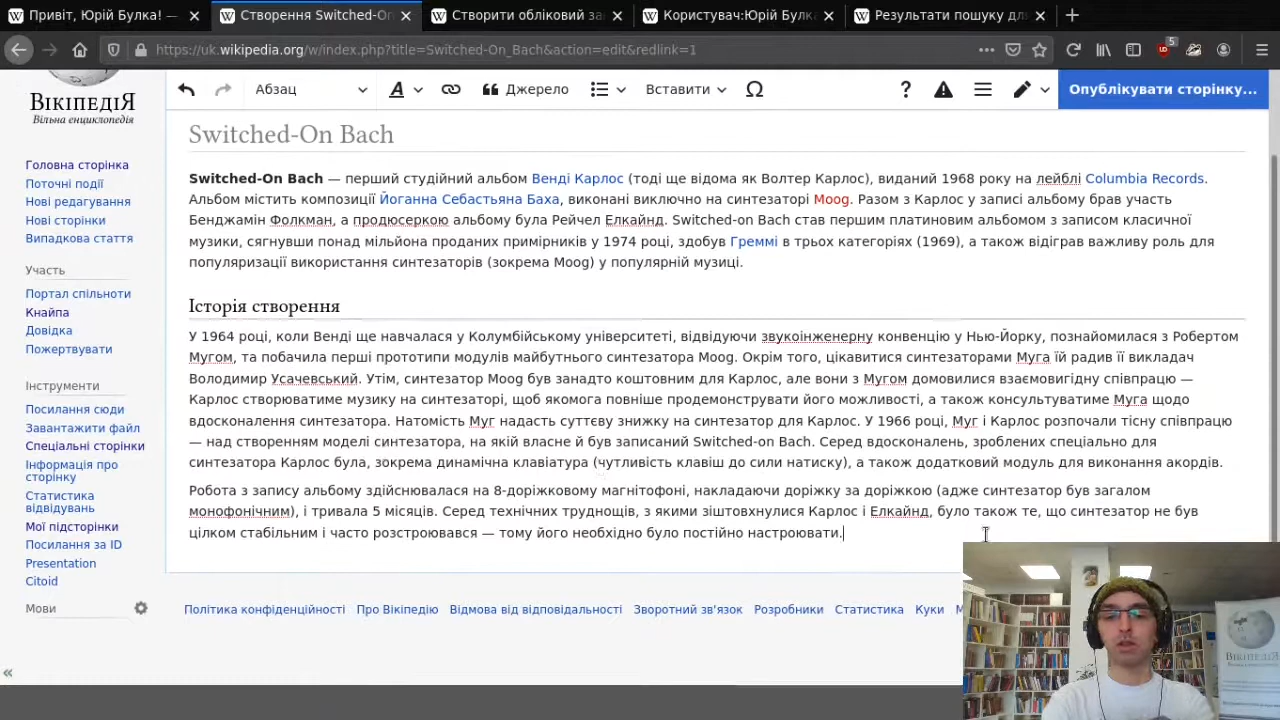 Привіт, Юрій Булка! —
Створення Switched-On
Створити обліковий за
Користувач:Юрій Булка
Результати пошуку для
https://uk.wikipedia.org/w/index.php?title=Switched-On_Bach&action=edit&redlink=1
5
ВікіпедіЯ
Вільна енциклопедія
Абзац
A
Джерело
Вставити
Ω
?
Опублікувати сторінку...
Головна сторінка
Поточні події
Нові редагування
Нові сторінки
Випадкова стаття
Участь
Портал спільноти
Кнайпа
Довідка
Пожертвувати
Інструменти
Посилання сюди
Завантажити файл
Спеціальні сторінки
Інформація про
сторінку
Статистика
відвідувань
Мої підсторінки
Посилання за ID
Presentation
Citoid
Мови
«
Switched-On Bach
Switched-On Bach — перший студійний альбом Венді Карлос (тоді ще відома як Волтер Карлос), виданий 1968 року на лейблі Columbia Records.
Альбом містить композиції Йоганна Себастьяна Баха, виконані виключно на синтезаторі Moog. Разом з Карлос у записі альбому брав участь
Бенджамін Фолкман, а продюсеркою альбому була Рейчел Елкайнд. Switched-on Bach став першим платиновим альбомом з записом класичної
музики, сягнувши понад мільйона проданих примірників у 1974 році, здобув Греммі в трьох категоріях (1969), а також відіграв важливу роль для
популяризації використання синтезаторів (зокрема Moog) у популярній музиці.
Історія створення
У 1964 році, коли Венді ще навчалася у Колумбійському університеті, відвідуючи звукоінженерну конвенцію у Нью-Йорку, познайомилася з Робертом
Мугом, та побачила перші прототипи модулів майбутнього синтезатора Moog. Окрім того, цікавитися синтезаторами Муга їй радив її викладач
Володимир Усачевський. Утім, синтезатор Moog був занадто коштовним для Карлос, але вони з Мугом домовилися взаємовигідну співпрацю —
Карлос створюватиме музику на синтезаторі, щоб якомога повніше продемонструвати його можливості, а також консультуватиме Муга щодо
вдосконалення синтезатора. Натомість Муг надасть суттєву знижку на синтезатор для Карлос. У 1966 році, Муг і Карлос розпочали тісну співпрацю
— над створенням моделі синтезатора, на якій власне й був записаний Switched-on Bach. Серед вдосконалень, зроблених спеціально для
синтезатора Карлос була, зокрема динамічна клавіатура (чутливість клавіш до сили натиску), а також додатковий модуль для виконання акордів.
Робота з запису альбому здійснювалася на 8-доріжковому магнітофоні, накладаючи доріжку за доріжкою (адже синтезатор був загалом
монофонічним), і тривала 5 місяців. Серед технічних труднощів, з якими зіштовхнулися Карлос і Елкайнд, було також те, що синтезатор не був
цілком стабільним і часто розстроювався — тому його необхідно було постійно настроювати.
Політика конфіденційності
Про Вікіпедію
Відмова від відповідальності
Зворотний зв'язок
Розробники
Статистика
Куки
ВікіпедіЯ